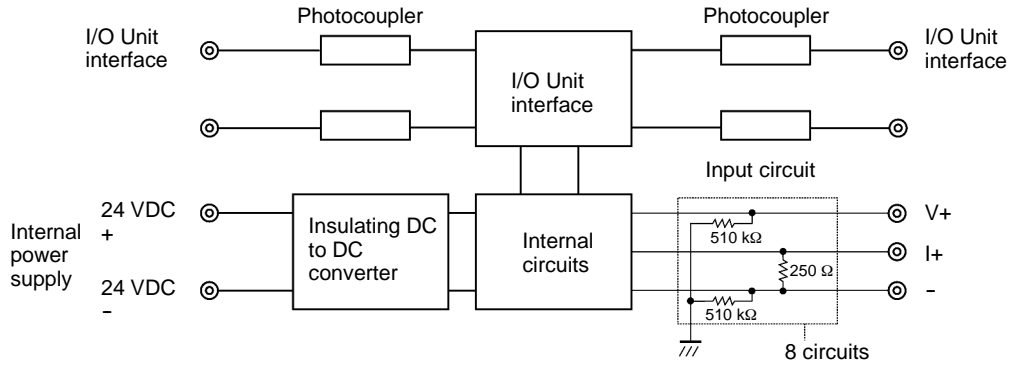 Photocoupler
Photocoupler
I/O Unit
interface
I/O Unit
interface
I/O Unit
interface
Input circuit
Internal
power
supply
24 VDC
+
24 VDC
–
Insulating DC
to DC
converter
Internal
circuits
510 kΩ
250 Ω
510 kΩ
V+
I+
–
8 circuits